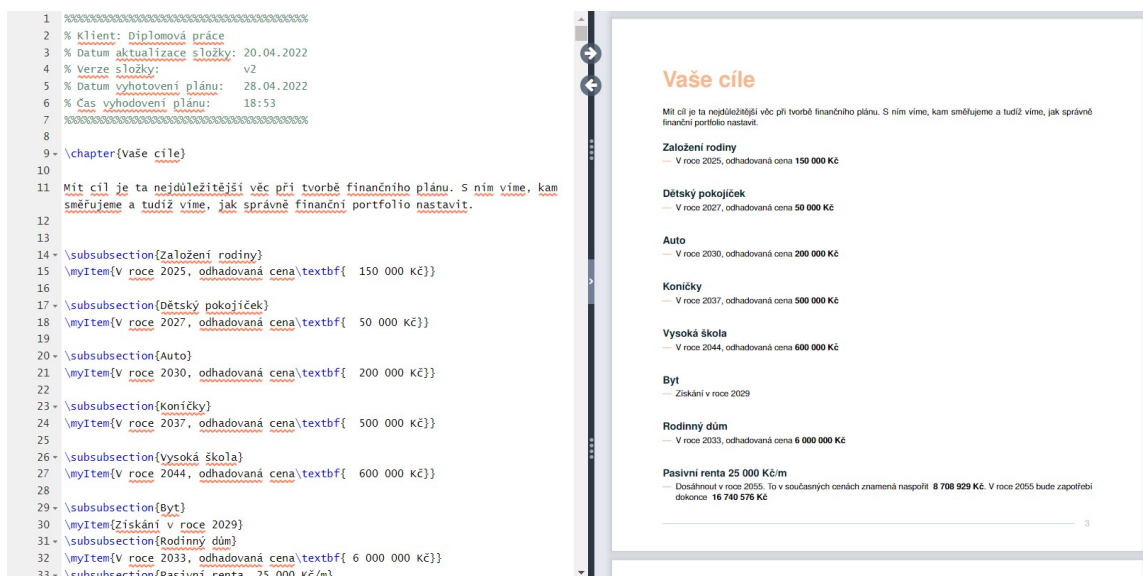 1 %%%%%%%%%%%%%%%%%%%%%%%%%%%%%%%%%%
2 % Klient: Diplomová práce
3 % Datum aktualizace složky: 20.04.2022
4 % Verze složky: v2
5 % Datum vyhotovení plánu: 28.04.2022
6 % Čas vyhodovení plánu: 18:53
7 %%%%%%%%%%%%%%%%%%%%%%%%%%%%%%%%%%
8
9 \chapter{Vaše cíle}
10
11 Mít cíl je ta nejdůležitější věc při tvorbě finančního plánu. S ním víme, kam
směřujeme a tudíž víme, jak správně finanční portfolio nastavit.
12
13
14 \subsubsection{Založení rodiny}
15 \myItem{V roce 2025, odhadovaná cena\textbf{ 150 000 Kč}}
16
17 \subsubsection{Dětský pokojíček}
18 \myItem{V roce 2027, odhadovaná cena\textbf{ 50 000 Kč}}
19
20 \subsubsection{Auto}
21 \myItem{V roce 2030, odhadovaná cena\textbf{ 200 000 Kč}}
22
23 \subsubsection{Koníčky}
24 \myItem{V roce 2037, odhadovaná cena\textbf{ 500 000 Kč}}
25
26 \subsubsection{Vysoká škola}
27 \myItem{V roce 2044, odhadovaná cena\textbf{ 600 000 Kč}}
28
29 \subsubsection{Byt}
30 \myItem{Získání v roce 2029}
31 \subsubsection{Rodinný dům}
32 \myItem{V roce 2033, odhadovaná cena\textbf{ 6 000 000 Kč}}
33 \subsubsection{Pasivní renta 25 000 Kč/m}
Vaše cíle
Mít cíl je ta nejdůležitější věc při tvorbě finančního plánu. S ním víme, kam směřujeme a tudíž víme, jak správně
finanční portfolio nastavit.
Založení rodiny
— V roce 2025, odhadovaná cena 150 000 Kč
Dětský pokojíček
— V roce 2027, odhadovaná cena 50 000 Kč
Auto
— V roce 2030, odhadovaná cena 200 000 Kč
Koníčky
— V roce 2037, odhadovaná cena 500 000 Kč
Vysoká škola
— V roce 2044, odhadovaná cena 600 000 Kč
Byt
— Získání v roce 2029
Rodinný dům
— V roce 2033, odhadovaná cena 6 000 000 Kč
Pasivní renta 25 000 Kč/m
— Dosáhnout v roce 2055. To v současných cenách znamená naspořit 8 708 929 Kč. V roce 2055 bude zapotřebí
dokonce 16 740 576 Kč
3